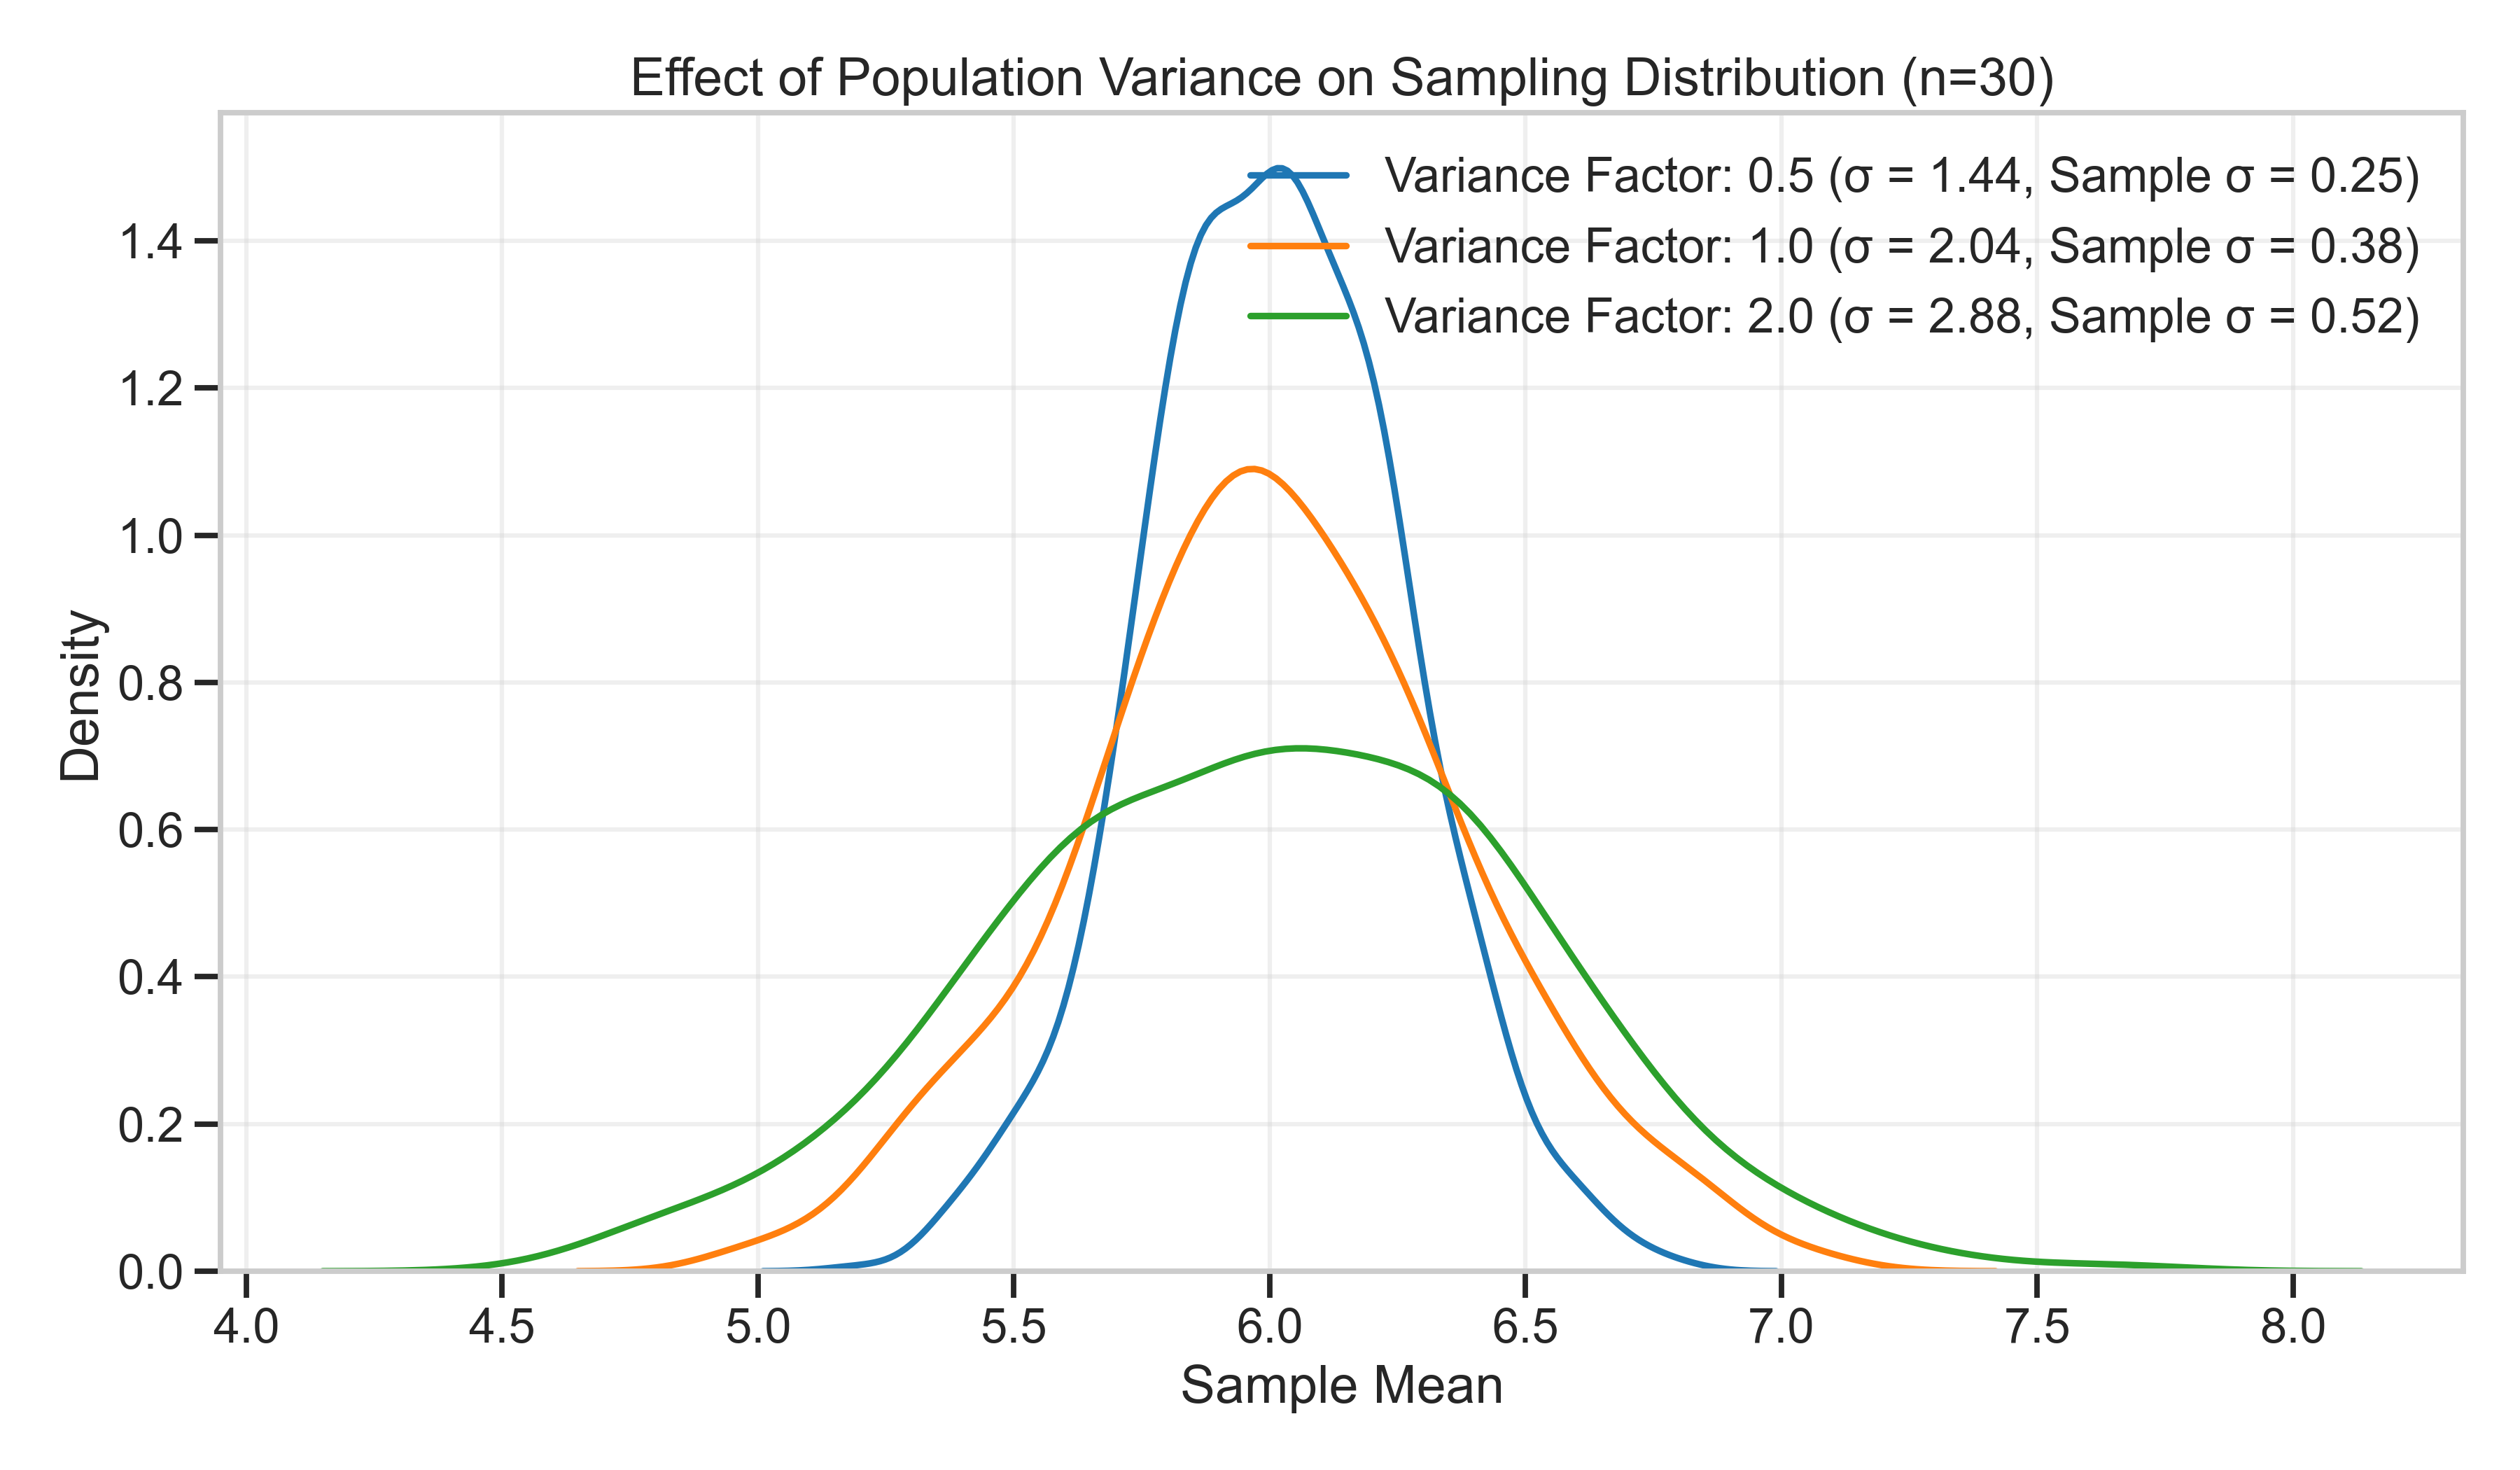 Effect of Population Variance on Sampling Distribution (n=30)
Variance Factor: 0.5 (σ = 1.44, Sample σ = 0.25)
Variance Factor: 1.0 (σ = 2.04, Sample σ = 0.38)
Variance Factor: 2.0 (σ = 2.88, Sample σ = 0.52)
Density
1.4
1.2
1.0
0.8
0.6
0.4
0.2
0.0
4.0 4.5 5.0 5.5 6.0 6.5 7.0 7.5 8.0
Sample Mean